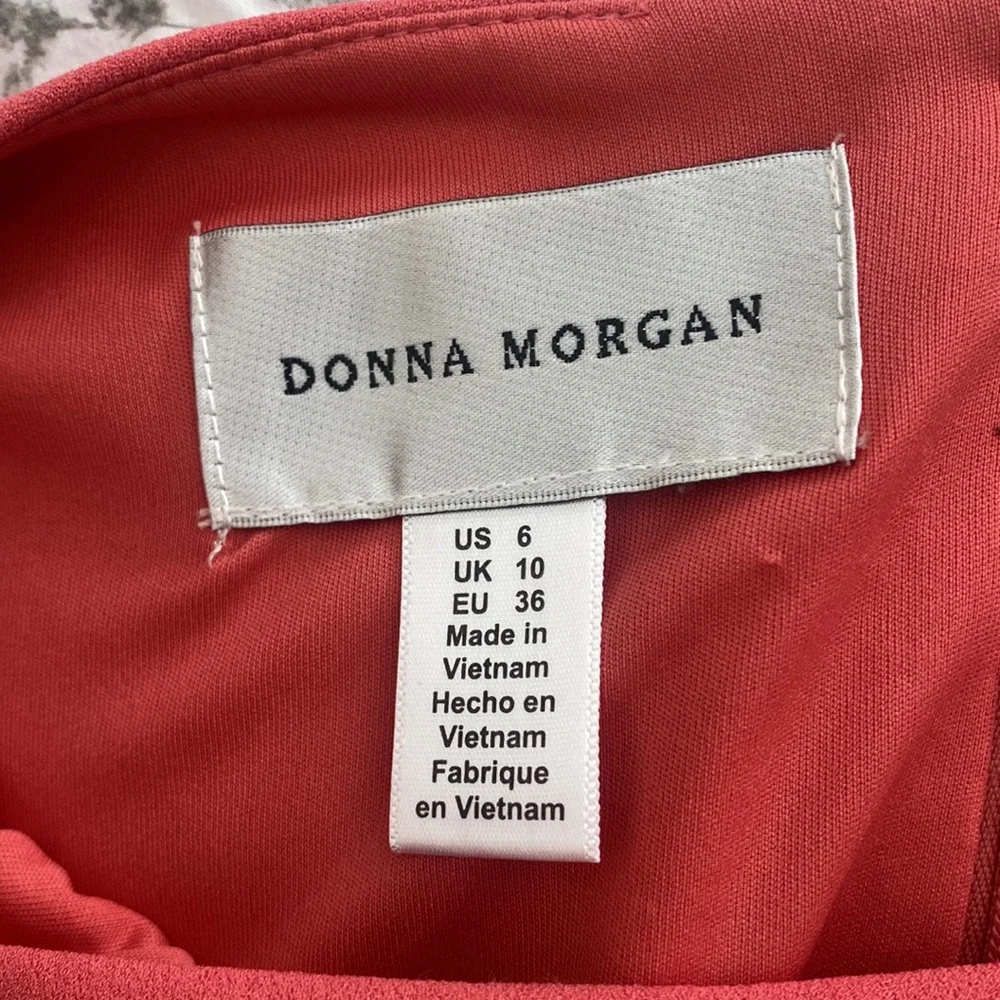 DONNA MORGAN
US 6
UK 10
EU 36
Made in
Vietnam
Hecho en
Vietnam
Fabrique
en Vietnam